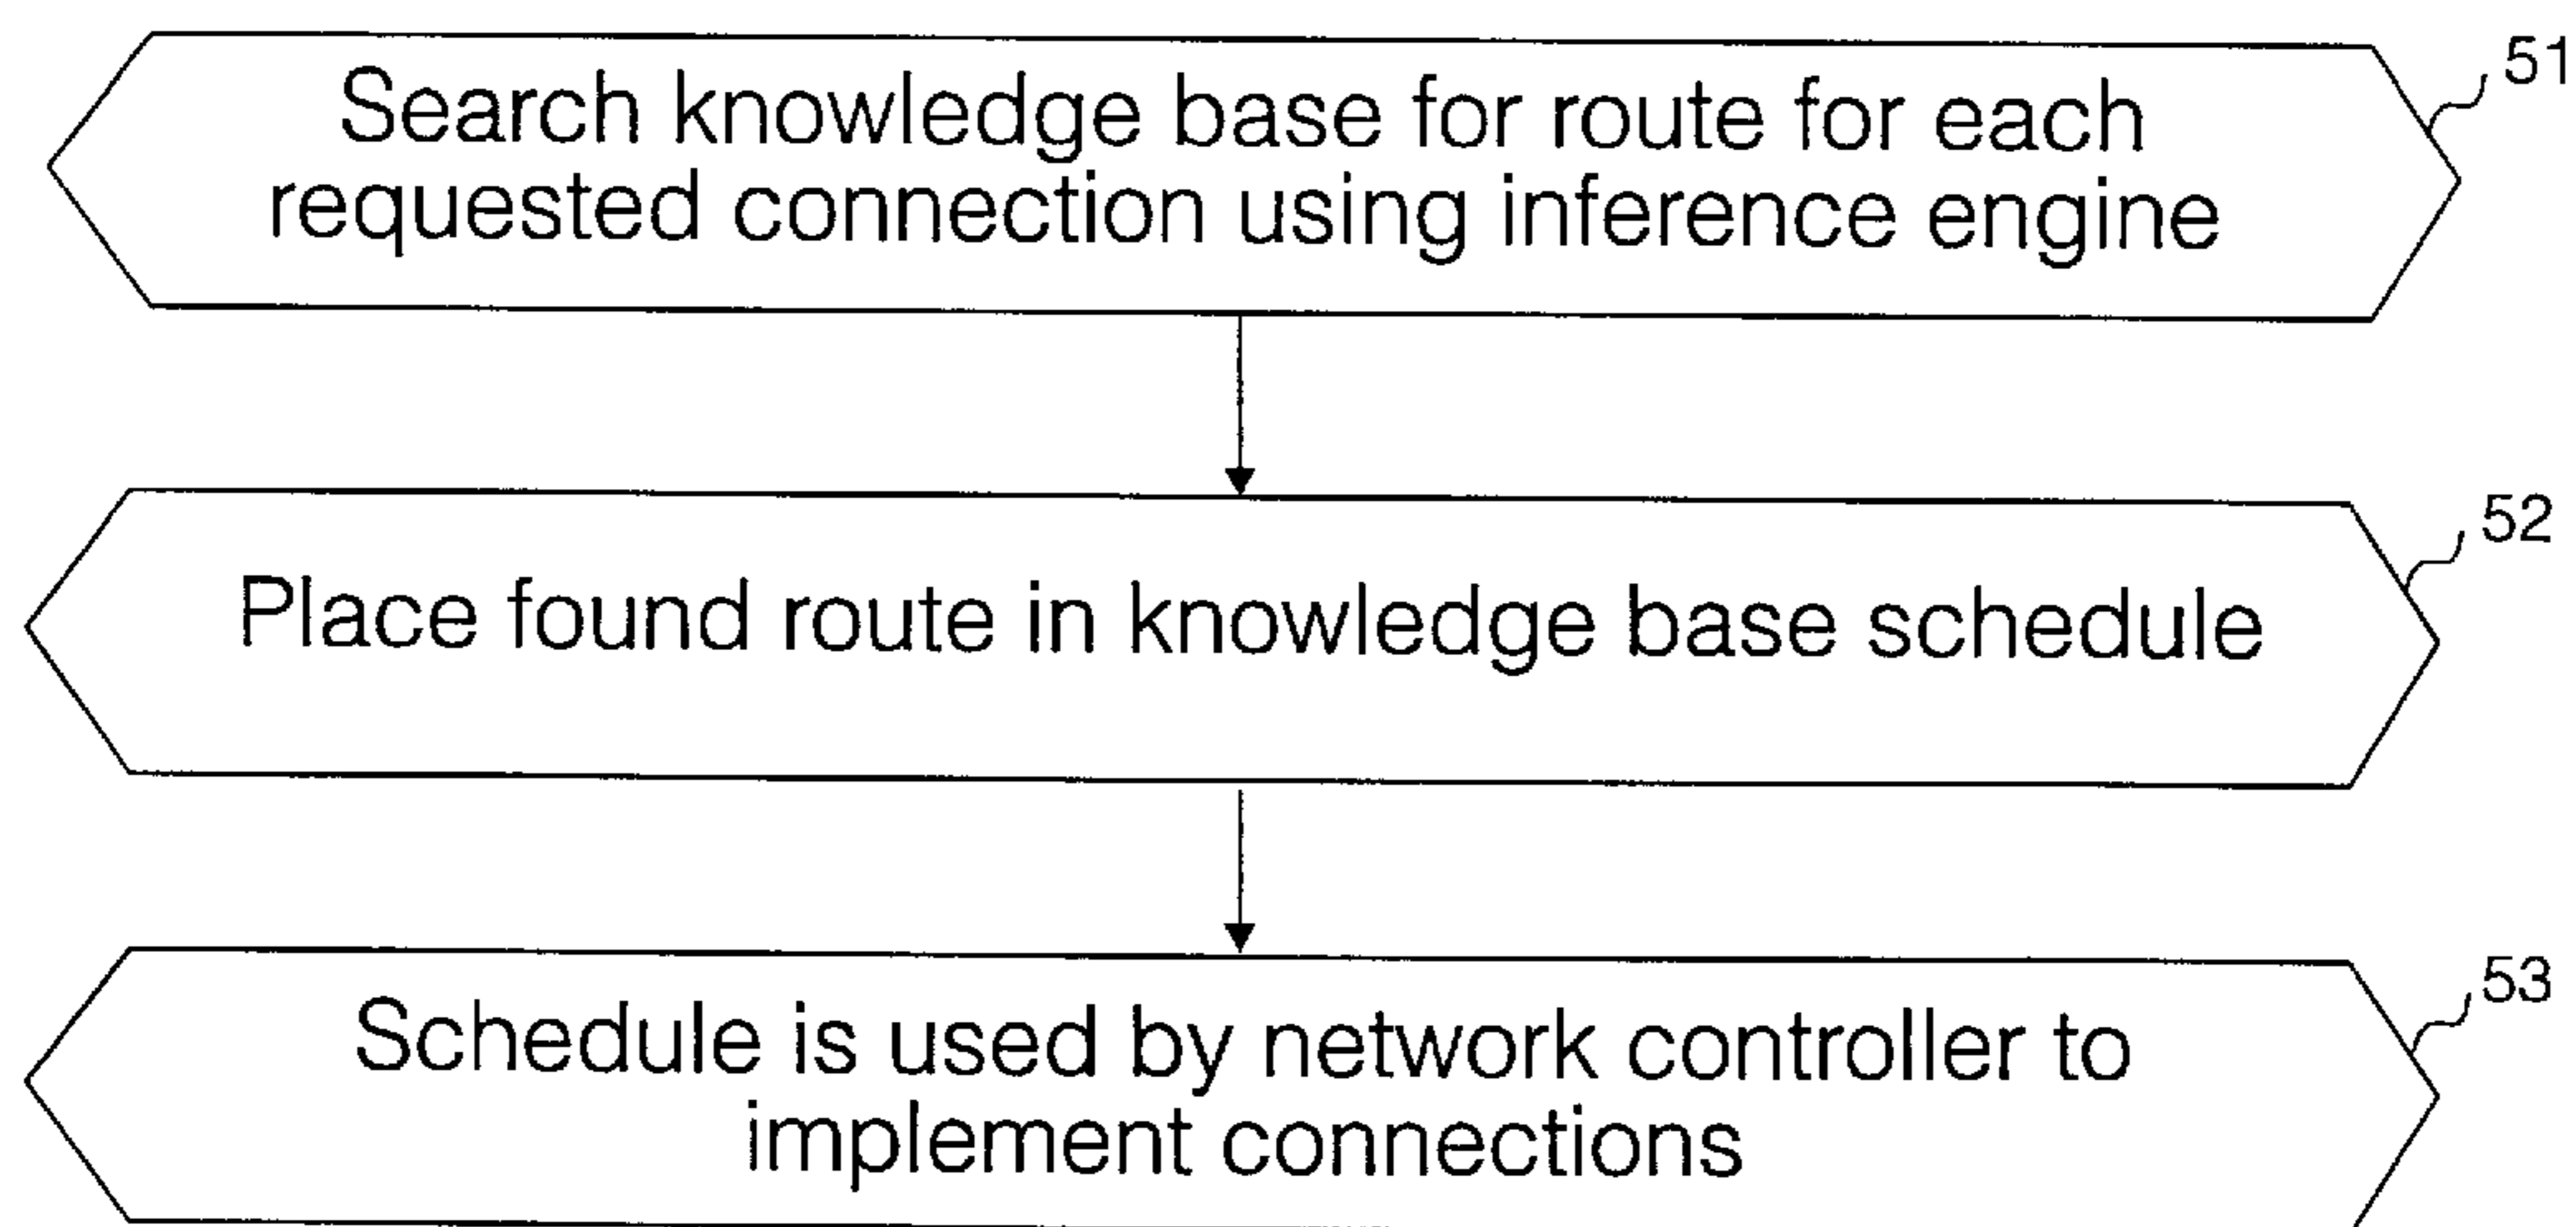 51
Search knowledge base for route for each
requested connection using inference engine
52
Place found route in knowledge base schedule
53
Schedule is used by network controller to
implement connections